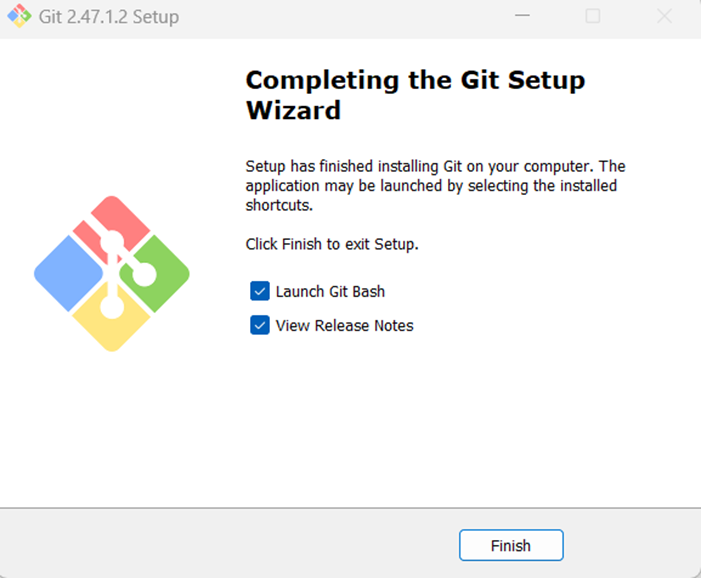 Git 2.47.1.2 Setup
Completing the Git Setup
Wizard
Setup has finished installing Git on your computer. The
application may be launched by selecting the installed
shortcuts.
Click Finish to exit Setup.
Launch Git Bash
View Release Notes
Finish